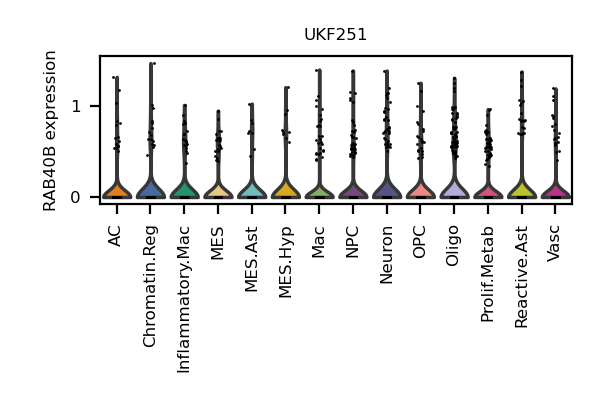 UKF251
RAB40B expression
1
0
AC
Chromatin.Reg
Inflammatory.Mac
MES
MES.Ast
MES.Hyp
Mac
NPC
Neuron
OPC
Oligo
Prolif.Metab
Reactive.Ast
Vasc